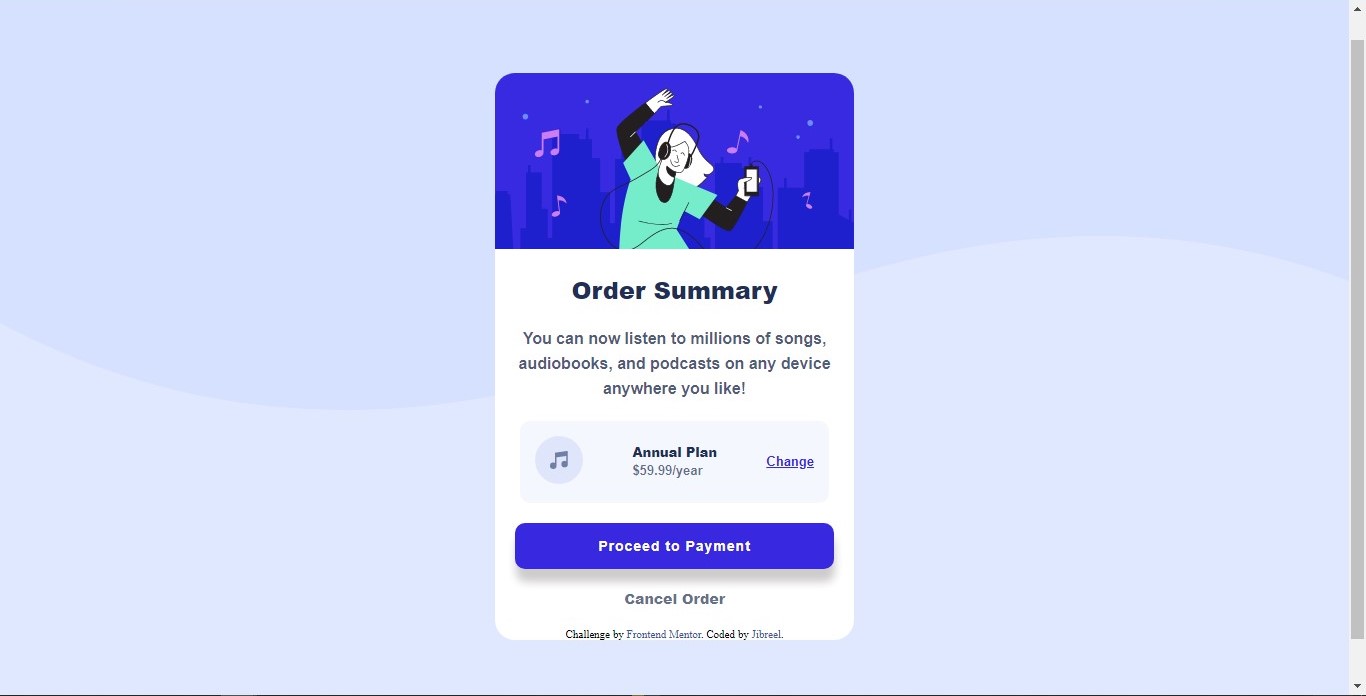 Order Summary
You can now listen to millions of songs,
audiobooks, and podcasts on any device
anywhere you like!
Annual Plan
$59.99/year
Change
Proceed to Payment
Cancel Order
Challenge by Frontend Mentor. Coded by Jibreel.